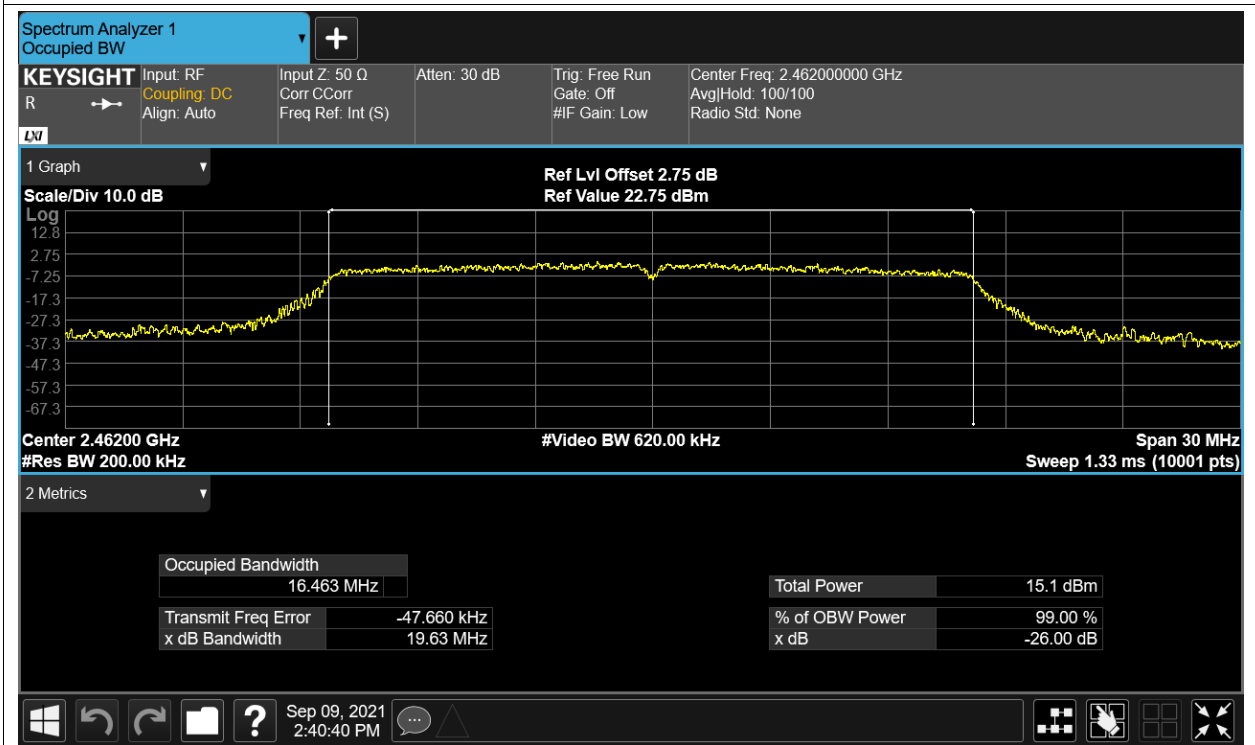 Spectrum Analyzer 1
Occupied BW
KEYSIGHT
R
LXI
Input: RF
Coupling: DC
Align: Auto
Input Z: 50 Ω
Corr CCorr
Freq Ref: Int (S)
Atten: 30 dB
Trig: Free Run
Gate: Off
#IF Gain: Low
Center Freq: 2.462000000 GHz
Avg|Hold: 100/100
Radio Std: None
1 Graph
Scale/Div 10.0 dB
Ref Lvl Offset 2.75 dB
Ref Value 22.75 dBm
Log
12.8
2.75
-7.25
-17.3
-27.3
-37.3
-47.3
-57.3
-67.3
Center 2.46200 GHz
#Video BW 620.00 kHz
Span 30 MHz
#Res BW 200.00 kHz
Sweep 1.33 ms (10001 pts)
2 Metrics
Occupied Bandwidth
16.463 MHz
Total Power 15.1 dBm
Transmit Freq Error -47.660 kHz
% of OBW Power 99.00 %
x dB Bandwidth 19.63 MHz
x dB -26.00 dB
Sep 09, 2021
2:40:40 PM